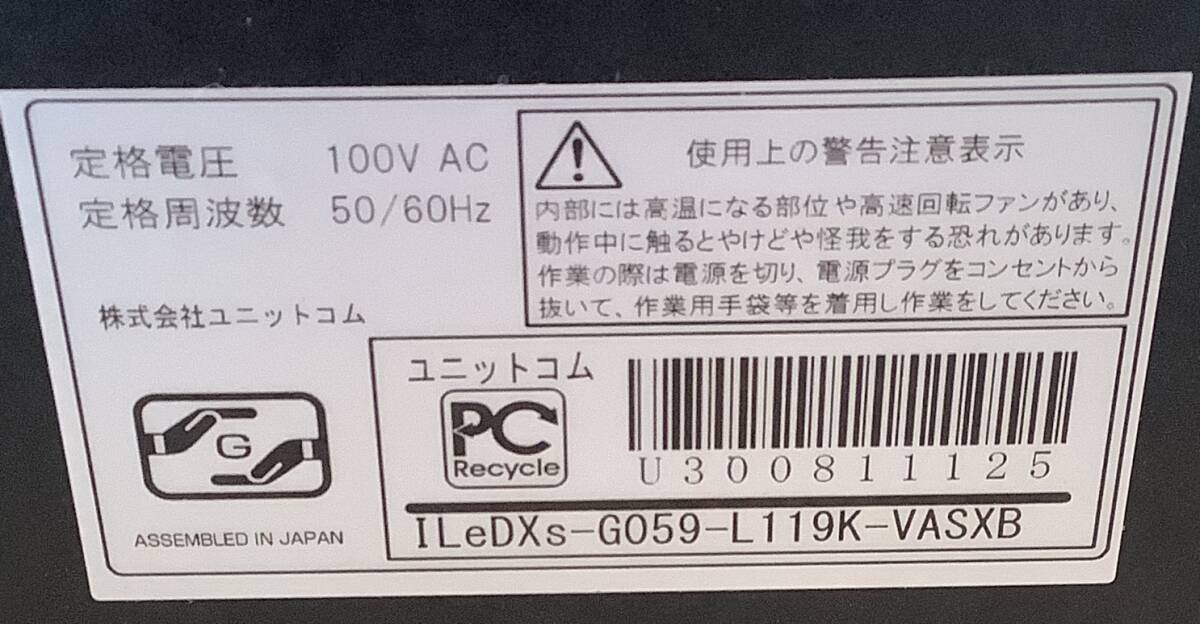 定格電圧 100V AC
定格周波数 50/60Hz
株式会社ユニットコム
G
ASSEMBLED IN JAPAN
使用上の警告注意表示
内部には高温になる部位や高速回転ファンがあり、
動作中に触るとやけどや怪我をする恐れがあります。
作業の際は電源を切り、電源プラグをコンセントから
抜いて、作業用手袋等を着用し作業をしてください。
ユニットコム
PC
Recycle
U300811125
ILeDXs-G059-L119K-VASXB